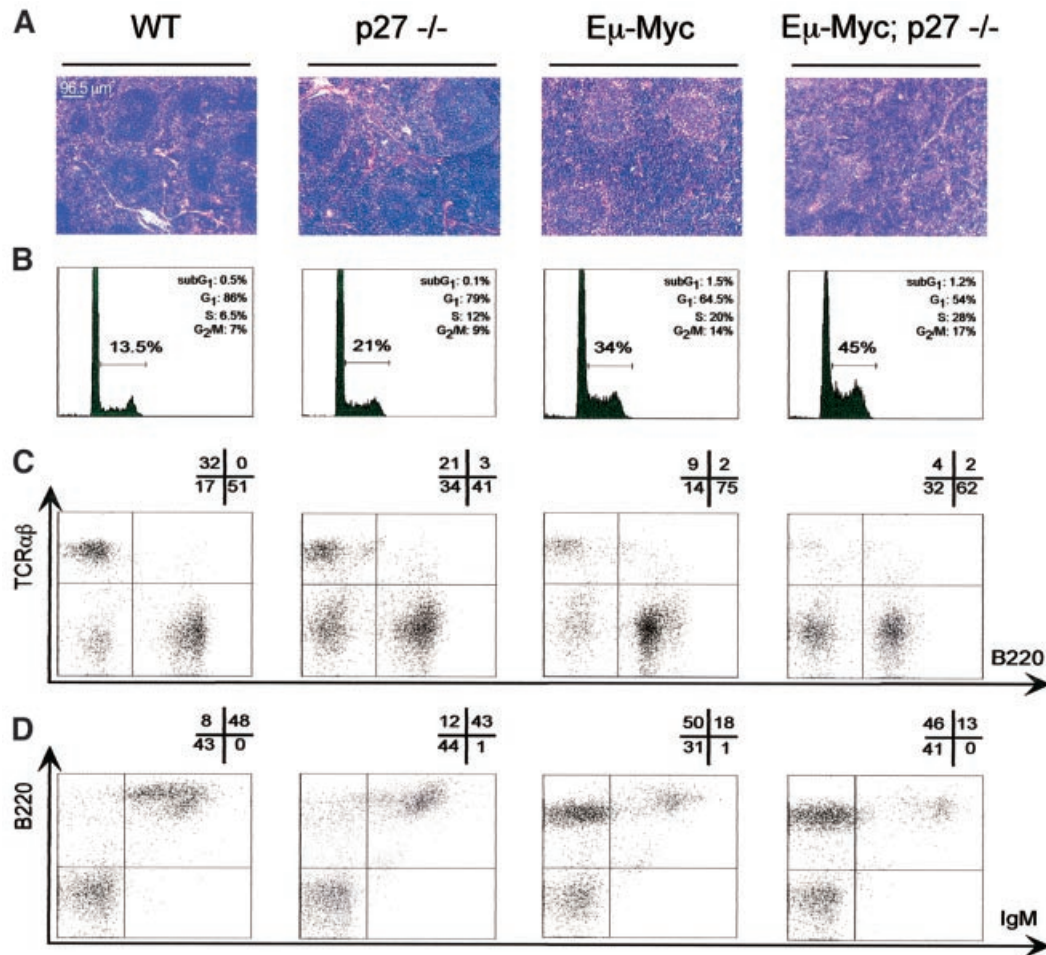 A
WT
p27 -/-
Eμ-Myc
Eμ-Myc; p27 -/-
96.5 μm
B
subG1: 0.5%
G1: 86%
S: 6.5%
G2/M: 7%
13.5%
subG1: 0.1%
G1: 79%
S: 12%
G2/M: 9%
21%
subG1: 1.5%
G1: 64.5%
S: 20%
G2/M: 14%
34%
subG1: 1.2%
G1: 54%
S: 28%
G2/M: 17%
45%
C
32 0
17 51
21 3
34 41
9 2
14 75
4 2
32 62
TCRαβ
B220
D
8 48
43 0
12 43
44 1
50 18
31 1
46 13
41 0
B220
IgM